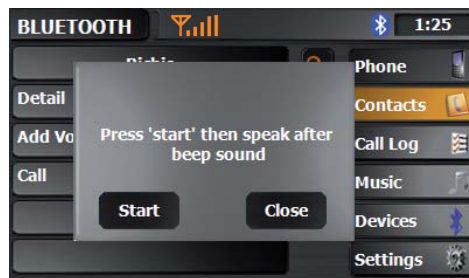 BLUETOOTH
1:25
Phone
Detail
Contacts
Add Vo
Press 'start' then speak after
beep sound
Call Log
Call
Music
Start
Close
Devices
Settings